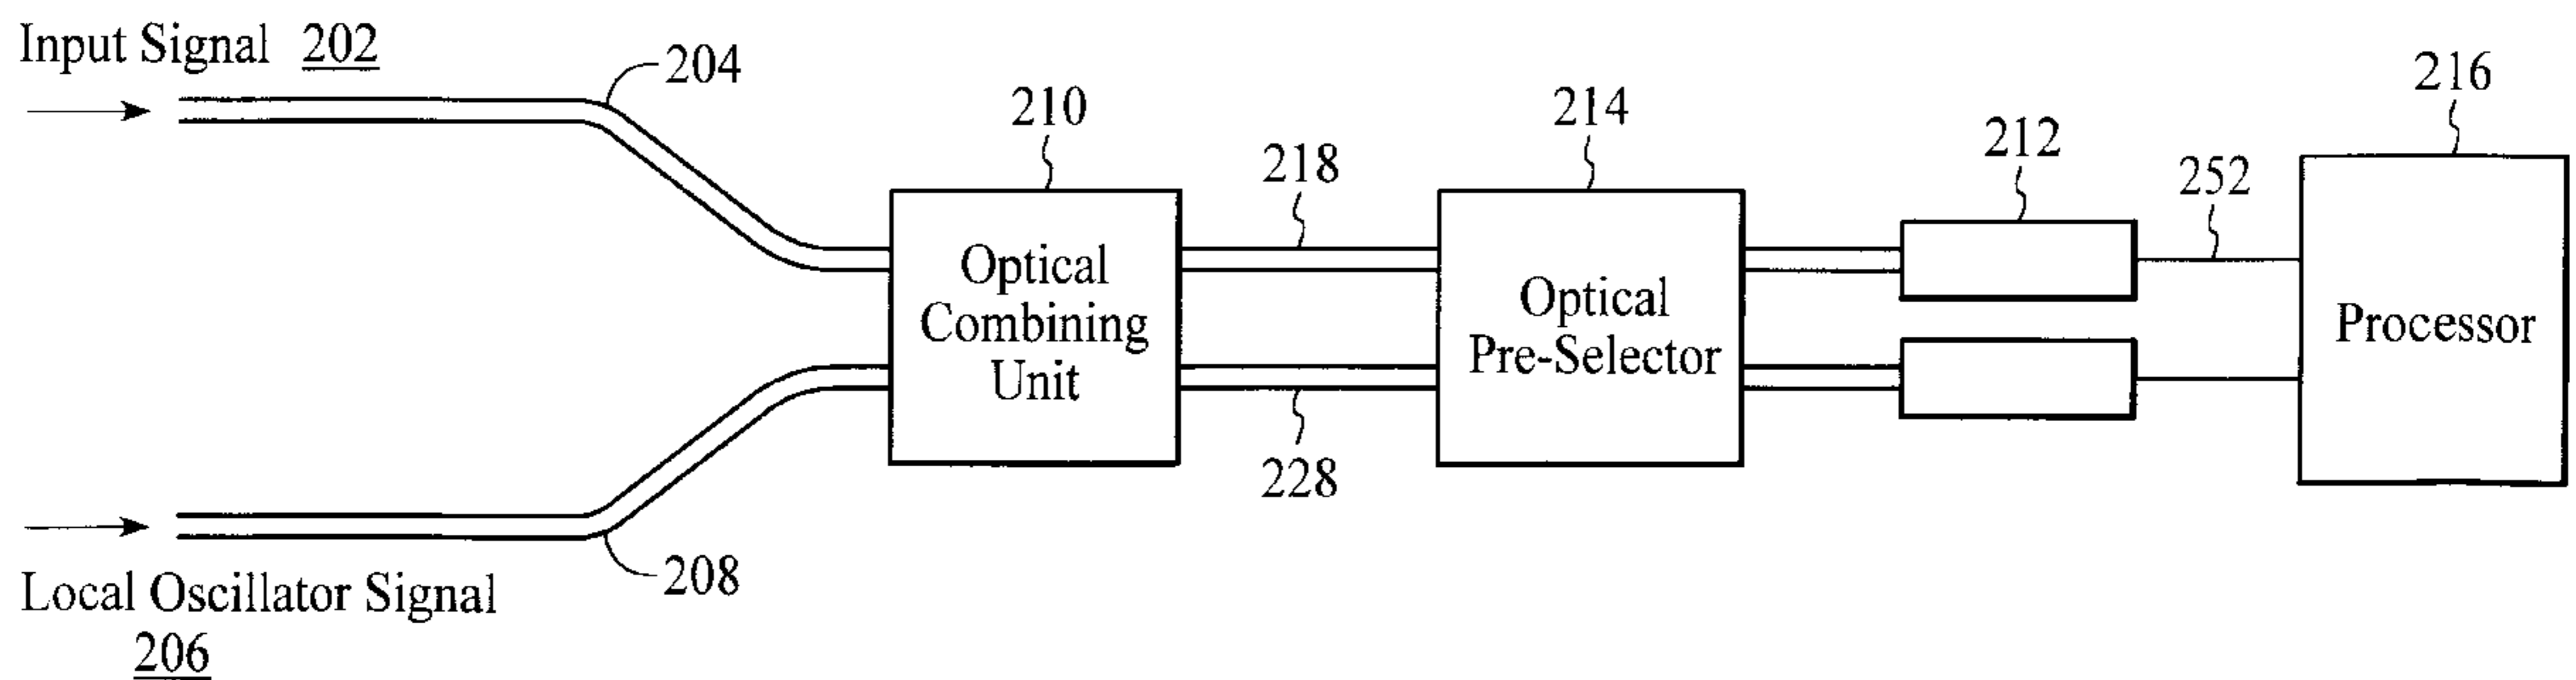 Input Signal 202
204
210
218
214
212
252
216
Optical
Combining
Unit
Optical
Pre-Selector
Processor
228
208
Local Oscillator Signal
206